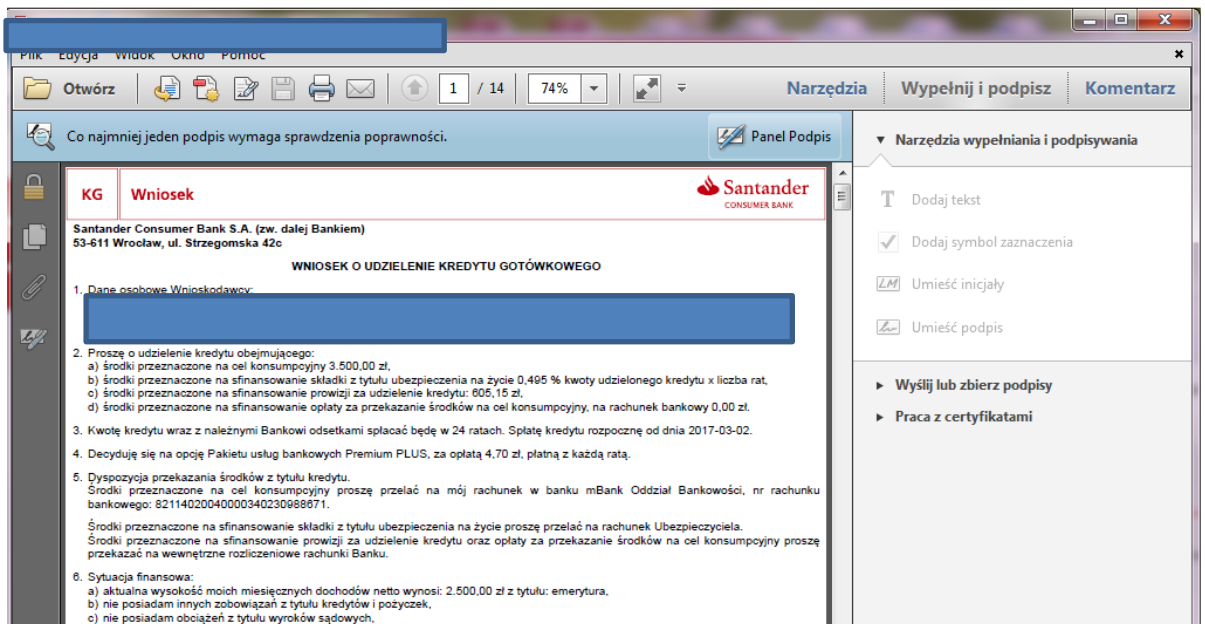 Plik Edycja Widok Okno Pomoc
Otwórz 1 / 14 74% Narzędzia Wypełnij i podpisz Komentarz
Co najmniej jeden podpis wymaga sprawdzenia poprawności. Panel Podpis
KG Wniosek Santander
CONSUMER BANK
Santander Consumer Bank S.A. (zw. dalej Bankiem)
53-611 Wrocław, ul. Strzegomska 42c
WNIOSEK O UDZIELENIE KREDYTU GOTÓWKOWEGO
1. Dane osobowe Wnioskodawcy:
2. Proszę o udzielenie kredytu obejmującego:
a) środki przeznaczone na cel konsumpcyjny 3.500,00 zł,
b) środki przeznaczone na sfinansowanie składki z tytułu ubezpieczenia na życie 0,495 % kwoty udzielonego kredytu x liczba rat,
c) środki przeznaczone na sfinansowanie prowizji za udzielenie kredytu: 605,15 zł,
d) środki przeznaczone na sfinansowanie opłaty za przekazanie środków na cel konsumpcyjny, na rachunek bankowy 0,00 zł.
3. Kwotę kredytu wraz z należnymi Bankowi odsetkami spłacać będę w 24 ratach. Spłatę kredytu rozpocznę od dnia 2017-03-02.
4. Decyduję się na opcję Pakietu usług bankowych Premium PLUS, za opłatą 4,70 zł, płatną z każdą ratą.
5. Dyspozycja przekazania środków z tytułu kredytu.
Środki przeznaczone na cel konsumpcyjny proszę przelać na mój rachunek w banku mBank Oddział Bankowości, nr rachunku
bankowego: 82114020040000340230988671.
Środki przeznaczone na sfinansowanie składki z tytułu ubezpieczenia na życie proszę przelać na rachunek Ubezpieczyciela.
Środki przeznaczone na sfinansowanie prowizji za udzielenie kredytu oraz opłaty za przekazanie środków na cel konsumpcyjny proszę
przekazać na wewnętrzne rozliczeniowe rachunki Banku.
6. Sytuacja finansowa:
a) aktualna wysokość moich miesięcznych dochodów netto wynosi: 2.500,00 zł z tytułu: emerytura,
b) nie posiadam innych zobowiązań z tytułu kredytów i pożyczek,
c) nie posiadam obciążeń z tytułu wyroków sądowych,
Narzędzia wypełniania i podpisywania
T Dodaj tekst
Dodaj symbol zaznaczenia
LM Umieść inicjały
Umieść podpis
Wyślij lub zbierz podpisy
Praca z certyfikatami